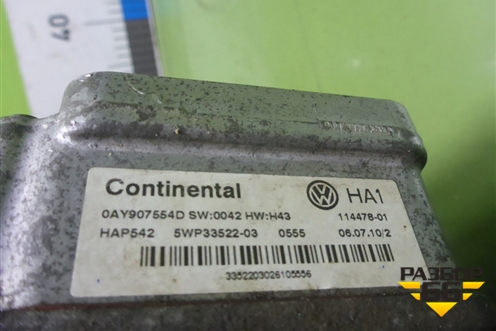 40
Continental
HA1
0AY907554D SW:0042 HW:H43
114478-01
HAP542 5WP33522-03 0555
06.07.10/2
3352203026105556
РАЗБОР